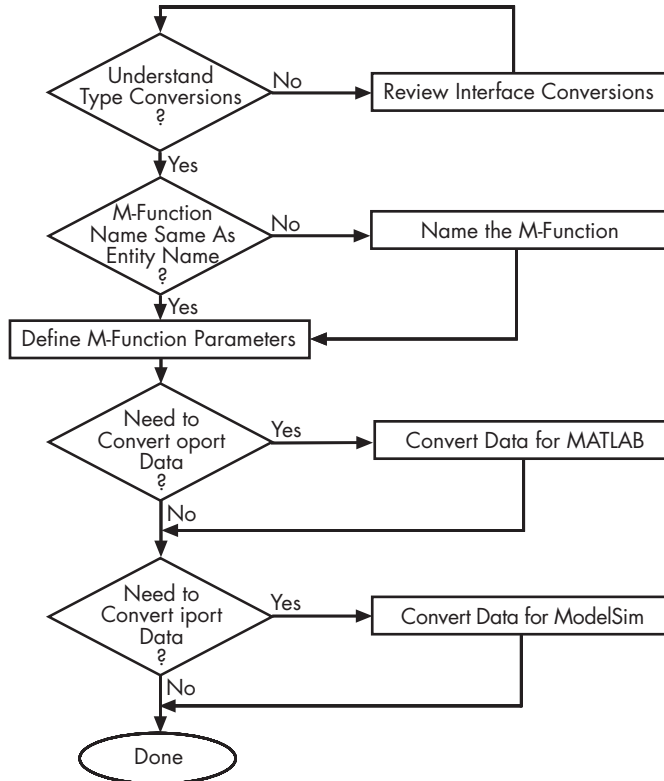 Understand
Type Conversions
?
No
Review Interface Conversions
Yes
M-Function
Name Same As
Entity Name
?
No
Name the M-Function
Yes
Define M-Function Parameters
Need to
Convert oport
Data
?
Yes
Convert Data for MATLAB
No
Need to
Convert iport
Data
?
Yes
Convert Data for ModelSim
No
Done